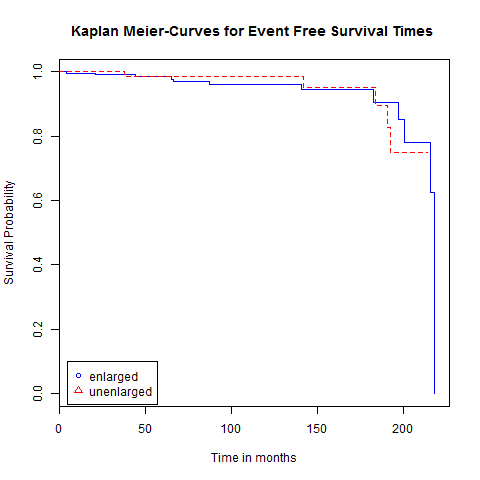 Kaplan Meier-Curves for Event Free Survival Times
Survival Probability
1.0
0.8
0.6
0.4
0.2
0.0
enlarged
unenlarged
0 50 100 150 200
Time in months